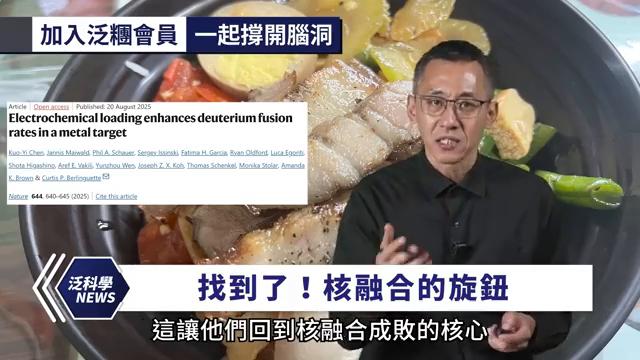 加入泛糰會員 一起撐開腦洞
Article | Open access | Published: 20 August 2025
Electrochemical loading enhances deuterium fusion
rates in a metal target
Kuo-Yi Chen, Jannis Maiwald, Phil A. Schauer, Sergey Issinski, Fatima H. Garcia, Ryan Oldford, Luca Egoriti,
Shota Higashino, Aref E. Vakili, Yunzhou Wen, Joseph Z. X. Koh, Thomas Schenkel, Monika Stolar, Amanda
K. Brown & Curtis P. Berlinguette
Nature 644, 640–645 (2025) | Cite this article
泛科學
NEWS
找到了！核融合的旋鈕
這讓他們回到核融合成敗的核心